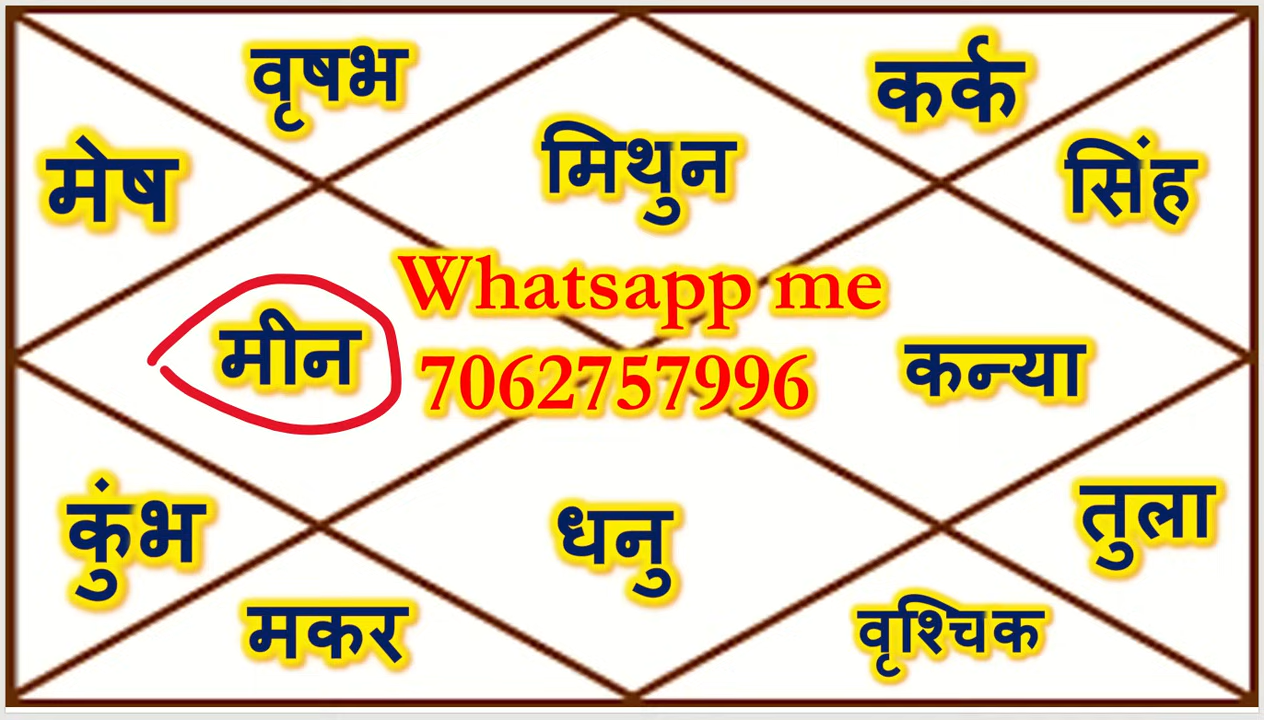 वृषभ
कर्क
मेष
मिथुन
सिंह
Whatsapp me
मीन
7062757996
कन्या
कुंभ
धनु
तुला
मकर
वृश्चिक